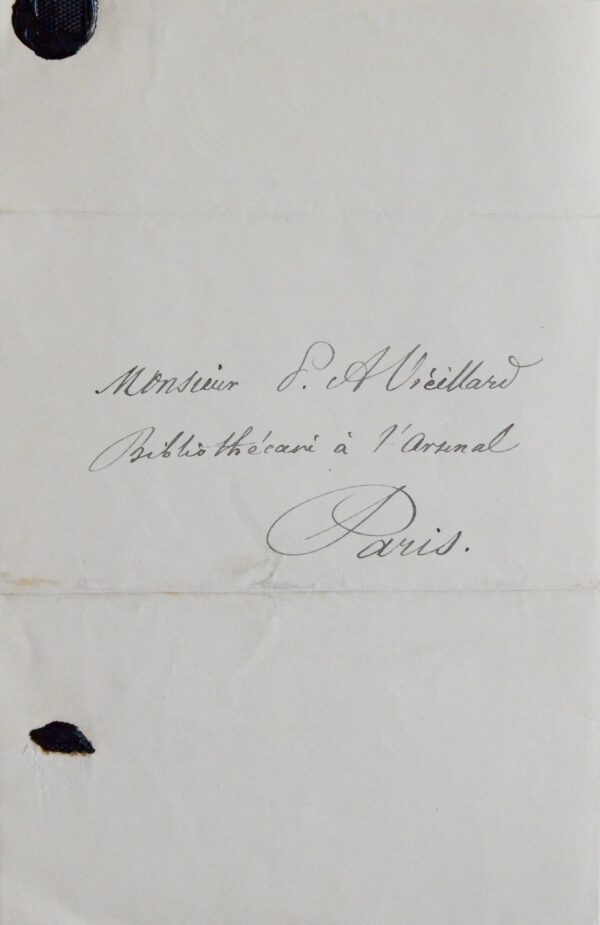 Monsieur P. A Vieillard
Bibliothécaire à l'Arsenal
Paris.